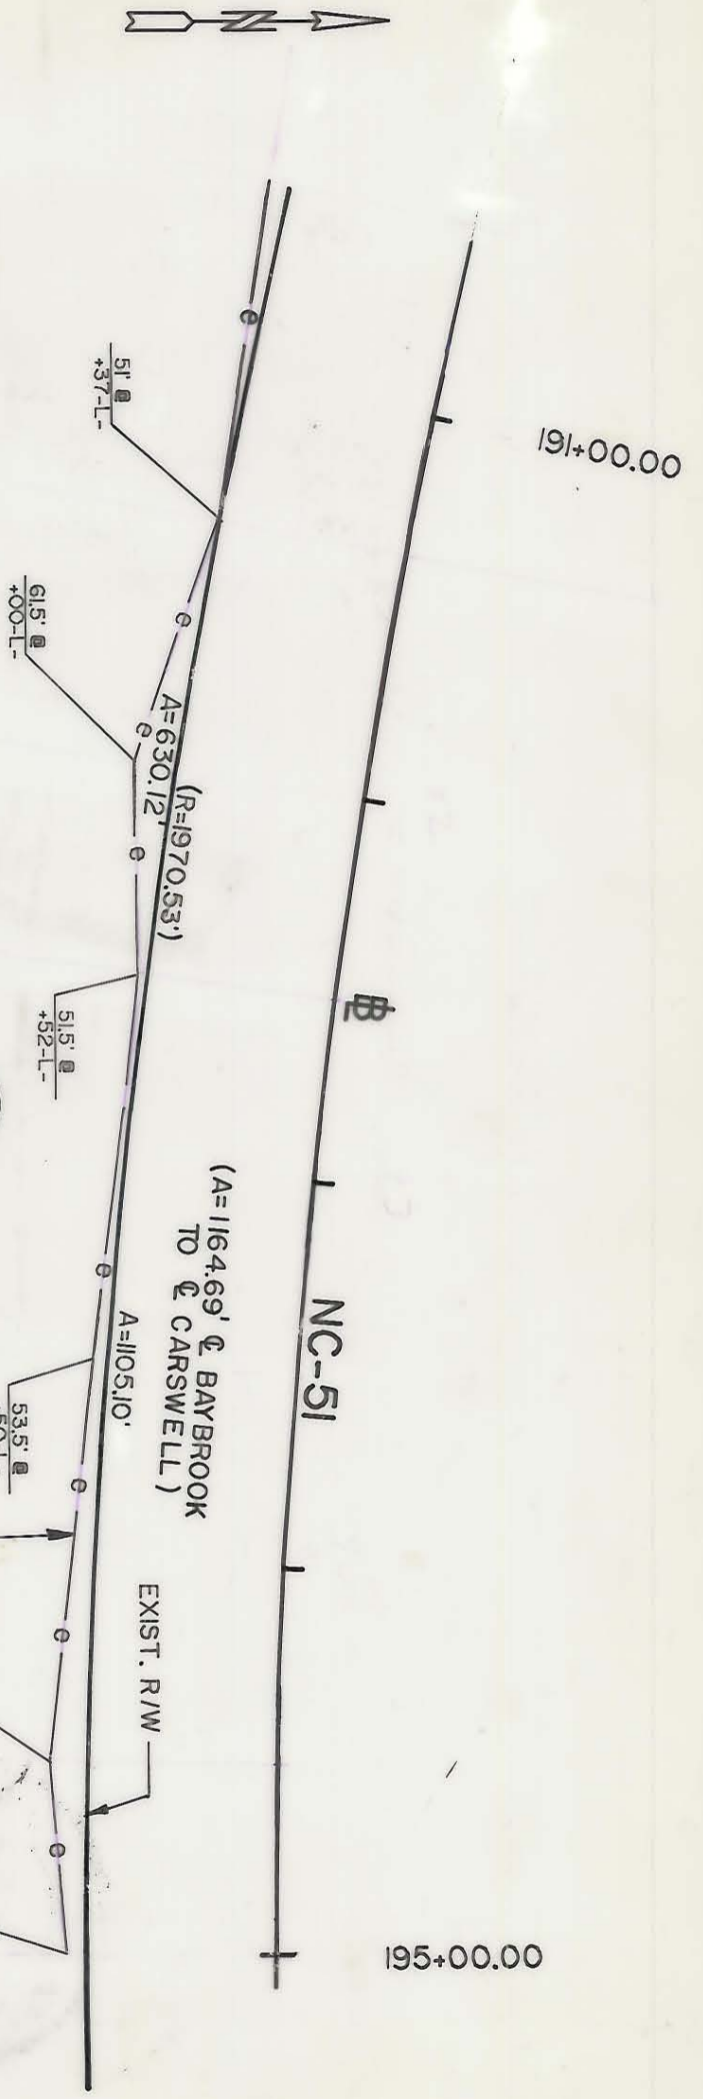 N
191+00.00
51' @
+37-L-
61.5' @
+00-L-
e
e
e
e
(R=1970.53')
A=630.12'
51.5' @
+52-L-
(A=1164.69' ℄ BAYBROOK
TO ℄ CARSWELL)
NC-51
A=1105.10'
e
53.5' @
e
e
e
EXIST. R/W
195+00.00